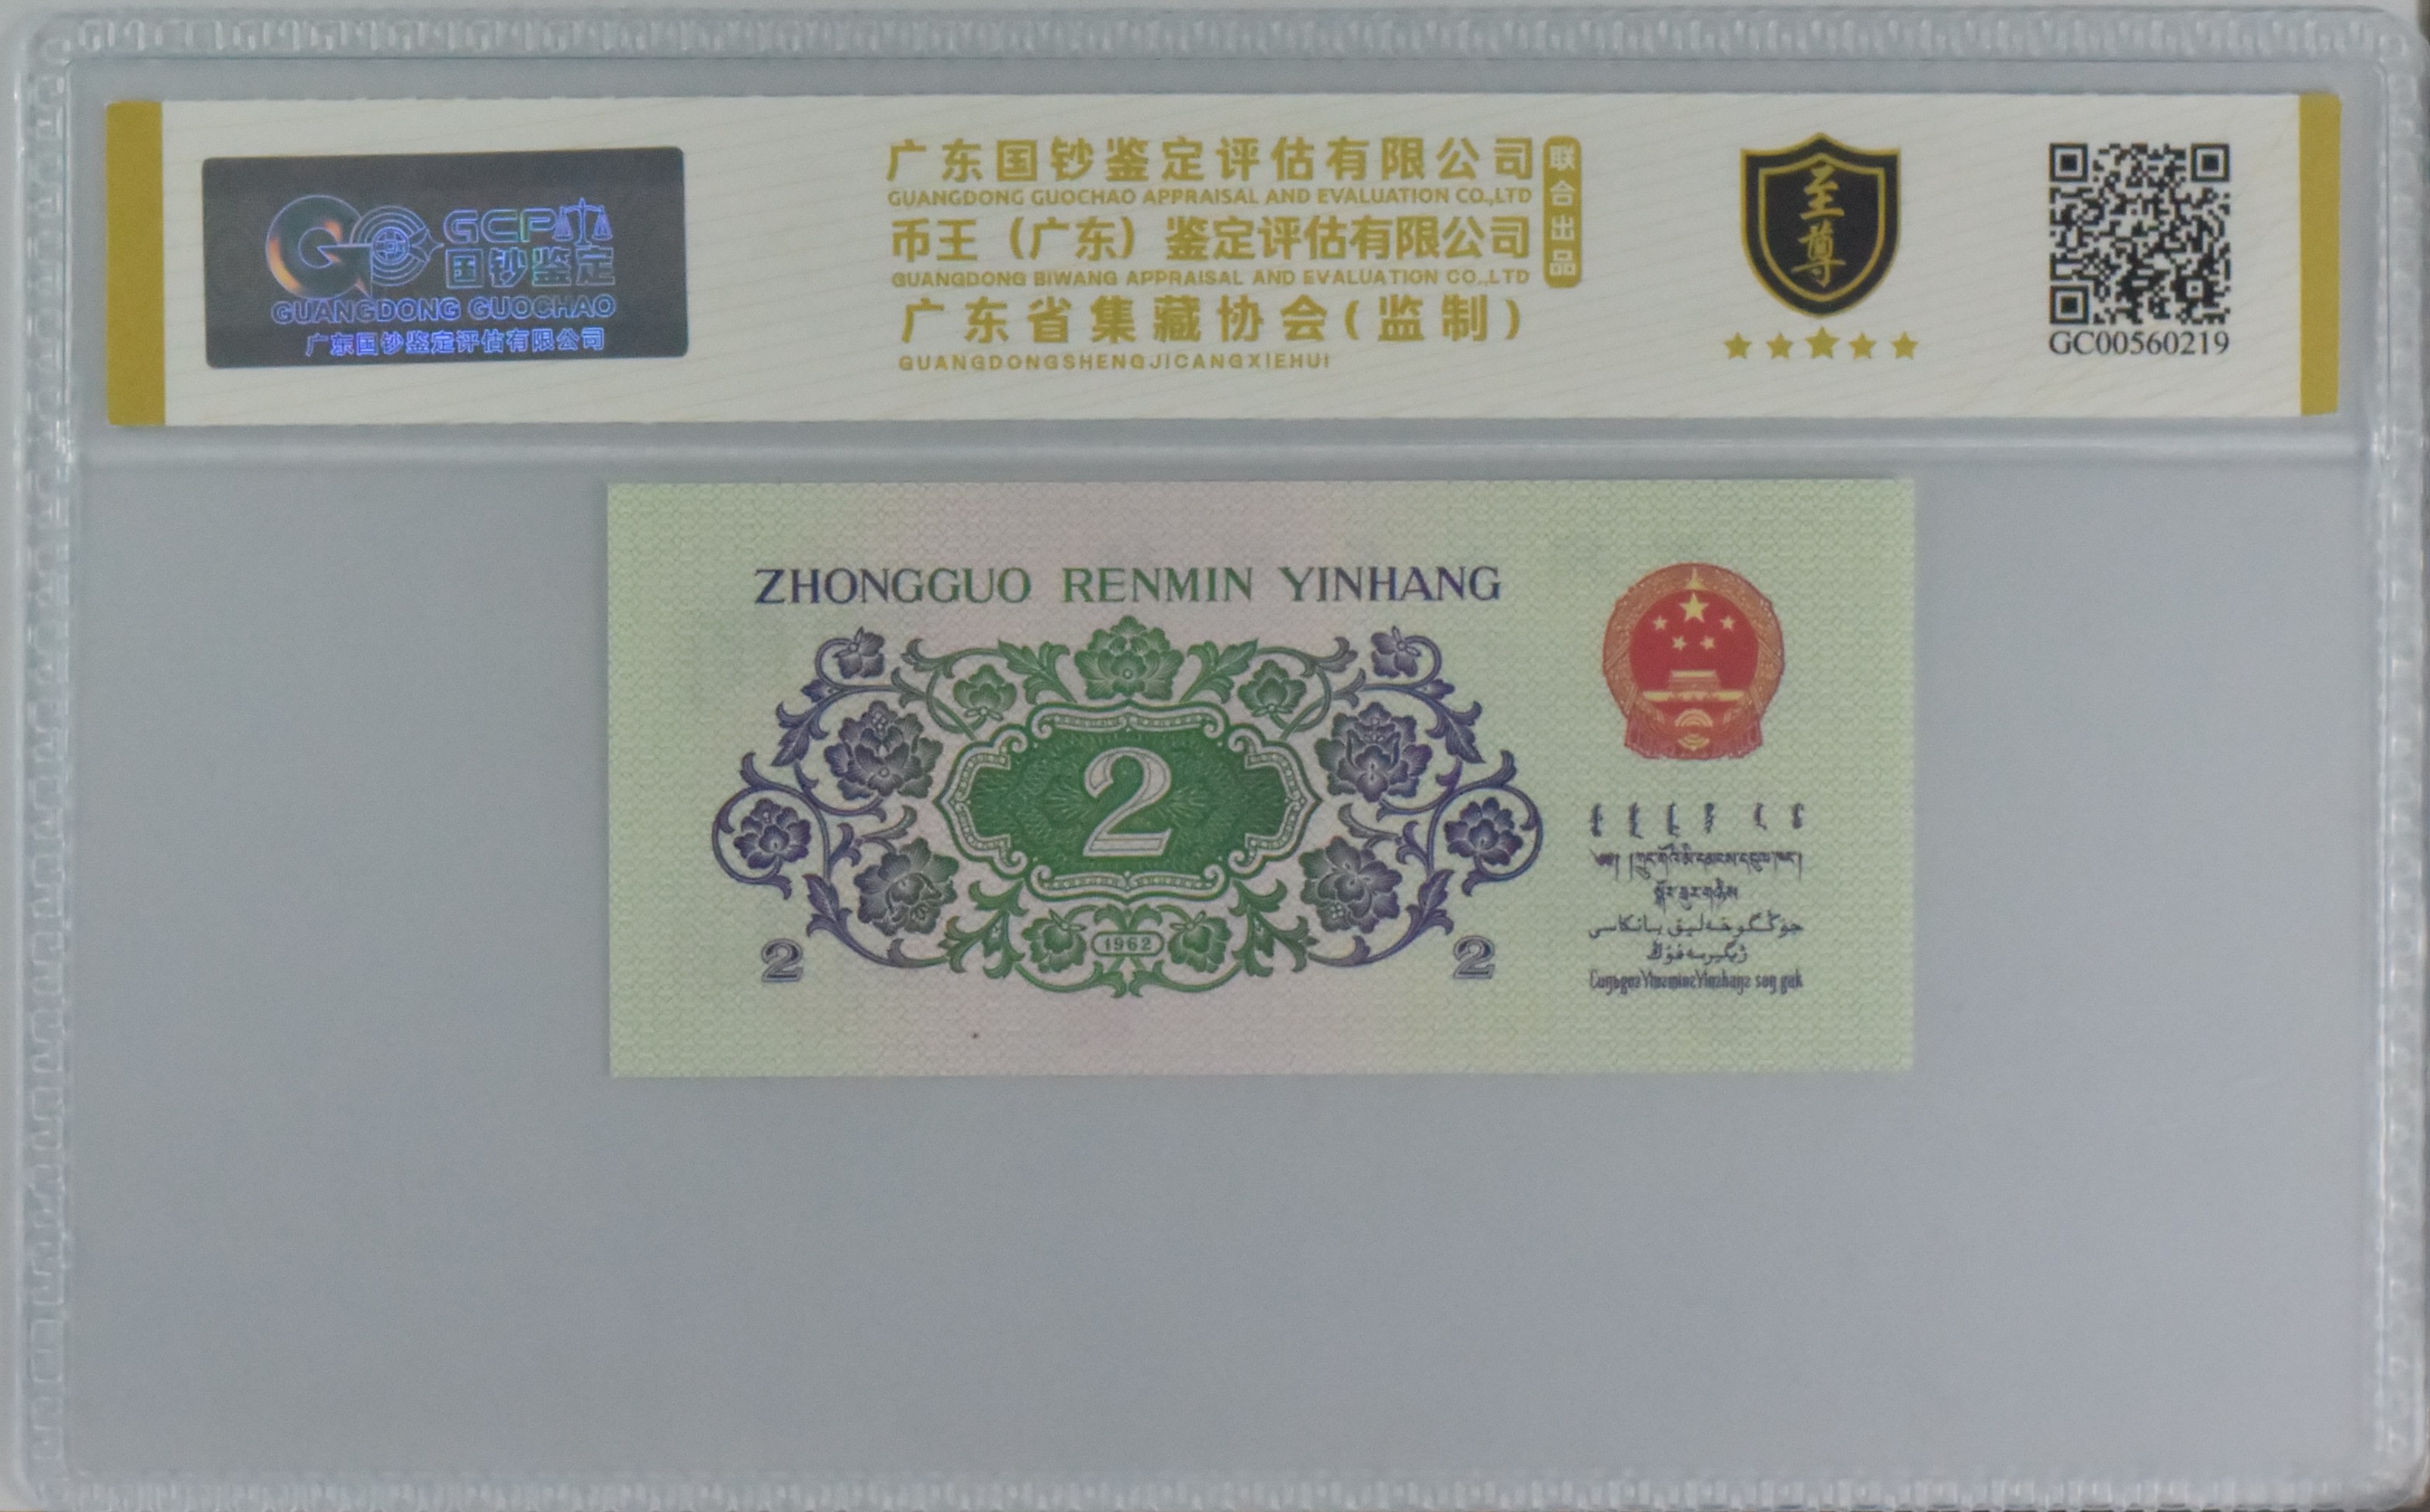 GCP
国钞鉴定
GUANGDONG GUOCHAO
广东国钞鉴定评估有限公司
广东国钞鉴定评估有限公司
GUANGDONG GUOCHAO APPRAISAL AND EVALUATION CO.,LTD
币王（广东）鉴定评估有限公司
GUANGDONG BIWANG APPRAISAL AND EVALUATION CO.,LTD
广东省集藏协会(监制)
GUANGDONGSHENGJICANGXIEHUI
联合出品
至尊
GC00560219
ZHONGGUO RENMIN YINHANG
2
1962
2
2
جۇڭگو خەلىق بانكاسى